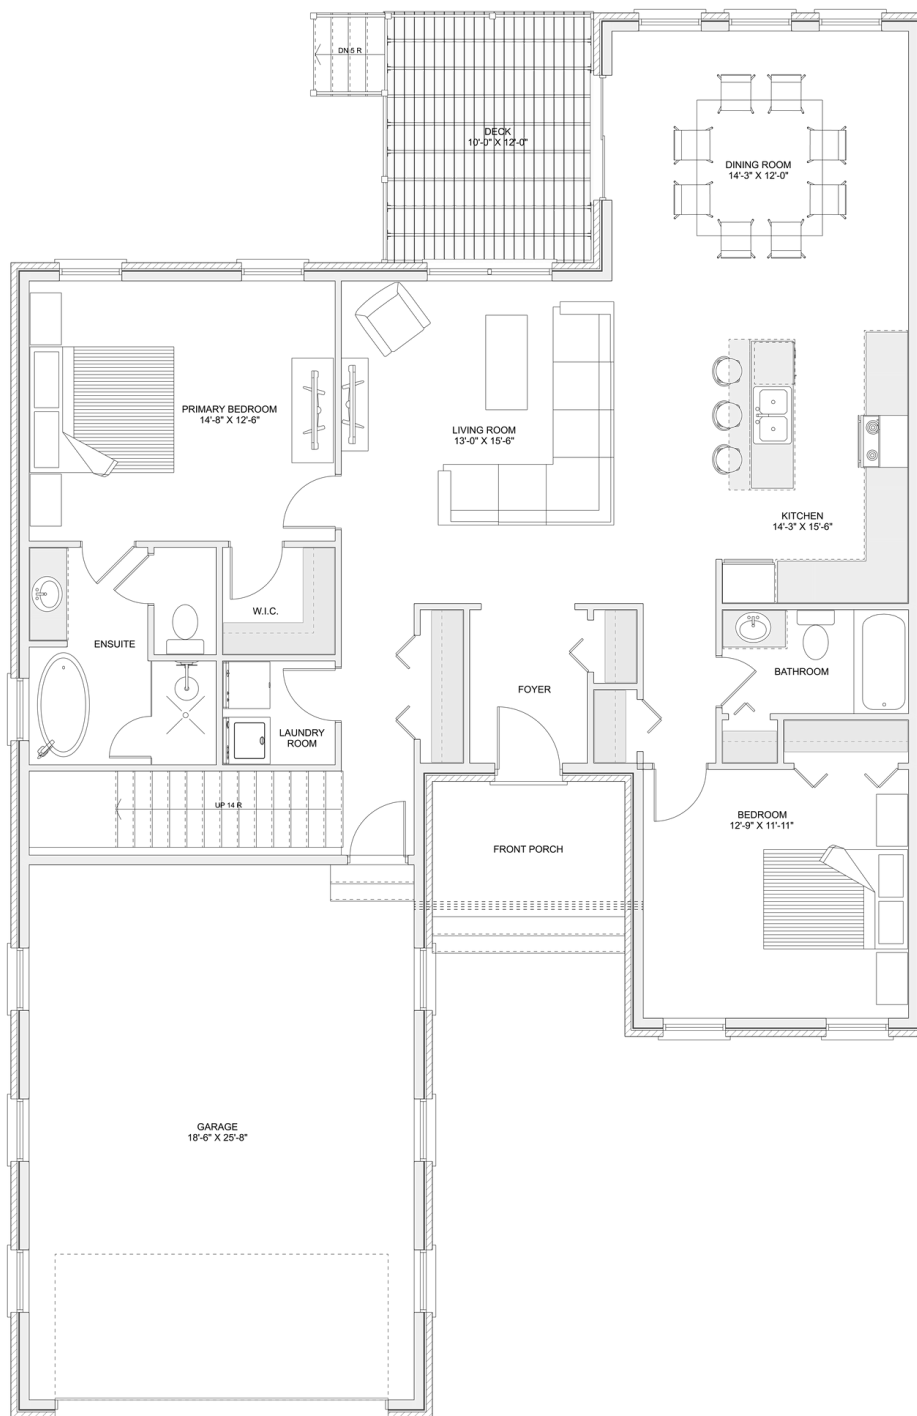 DN 5 R
DECK
10'-0" X 12'-0"
DINING ROOM
14'-3" X 12'-0"
PRIMARY BEDROOM
14'-8" X 12'-6"
LIVING ROOM
13'-0" X 15'-6"
KITCHEN
14'-3" X 15'-6"
W.I.C.
ENSUITE
BATHROOM
FOYER
LAUNDRY
ROOM
UP 14 R
BEDROOM
12'-9" X 11'-11"
FRONT PORCH
GARAGE
18'-6" X 25'-8"